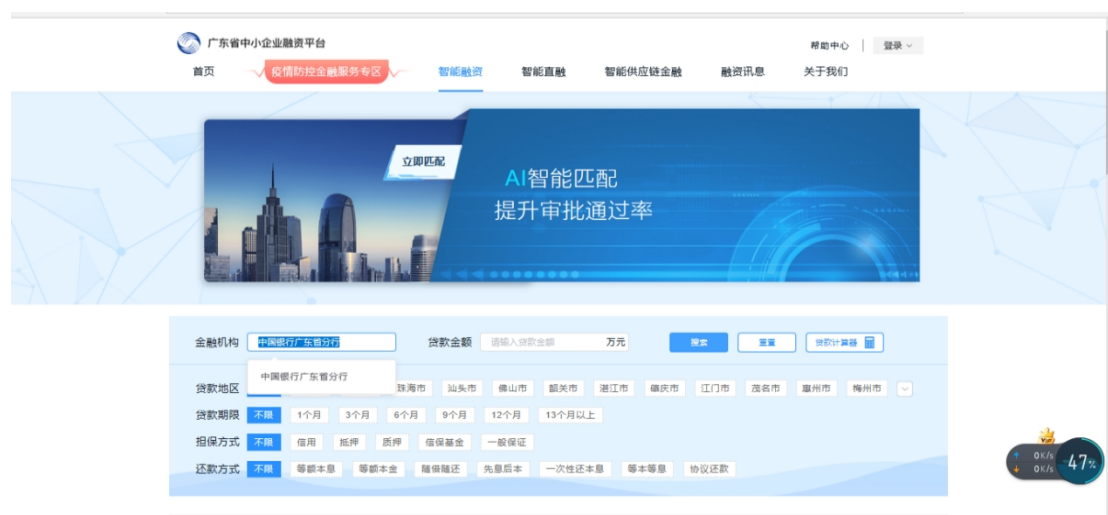 广东省中小企业融资平台
帮助中心 登录
首页 疫情防控金融服务专区 智能融资 智能直融 智能供应链金融 融资讯息 关于我们
立即匹配
AI智能匹配
提升审批通过率
金融机构 中国银行广东省分行 贷款金额 请输入贷款金额 万元 搜索 重置 贷款计算器
中国银行广东省分行
贷款地区 珠海市 汕头市 佛山市 韶关市 湛江市 肇庆市 江门市 茂名市 惠州市 梅州市
贷款期限 不限 1个月 3个月 6个月 9个月 12个月 13个月以上
担保方式 不限 信用 抵押 质押 信保基金 一般保证
还款方式 不限 等额本息 等额本金 随借随还 先息后本 一次性还本息 等本等息 协议还款
0K/s
0K/s
47%